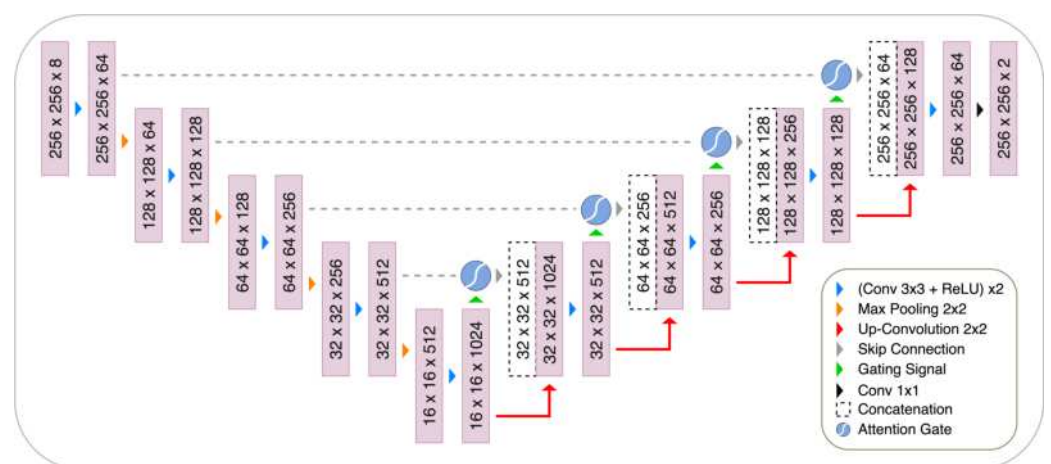 256 x 256 x 8
256 x 256 x 64
128 x 128 x 64
128 x 128 x 128
64 x 64 x 128
64 x 64 x 256
32 x 32 x 256
32 x 32 x 512
16 x 16 x 512
16 x 16 x 1024
32 x 32 x 512
32 x 32 x 1024
32 x 32 x 512
64 x 64 x 256
64 x 64 x 512
64 x 64 x 256
128 x 128 x 128
128 x 128 x 256
128 x 128 x 128
256 x 256 x 64
256 x 256 x 128
256 x 256 x 64
256 x 256 x 2
(Conv 3x3 + ReLU) x2
Max Pooling 2x2
Up-Convolution 2x2
Skip Connection
Gating Signal
Conv 1x1
Concatenation
Attention Gate